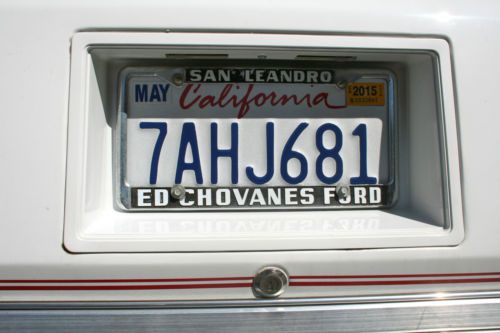 SAN LEANDRO
MAY California 2015
7AHJ681
ED CHOVANES FORD